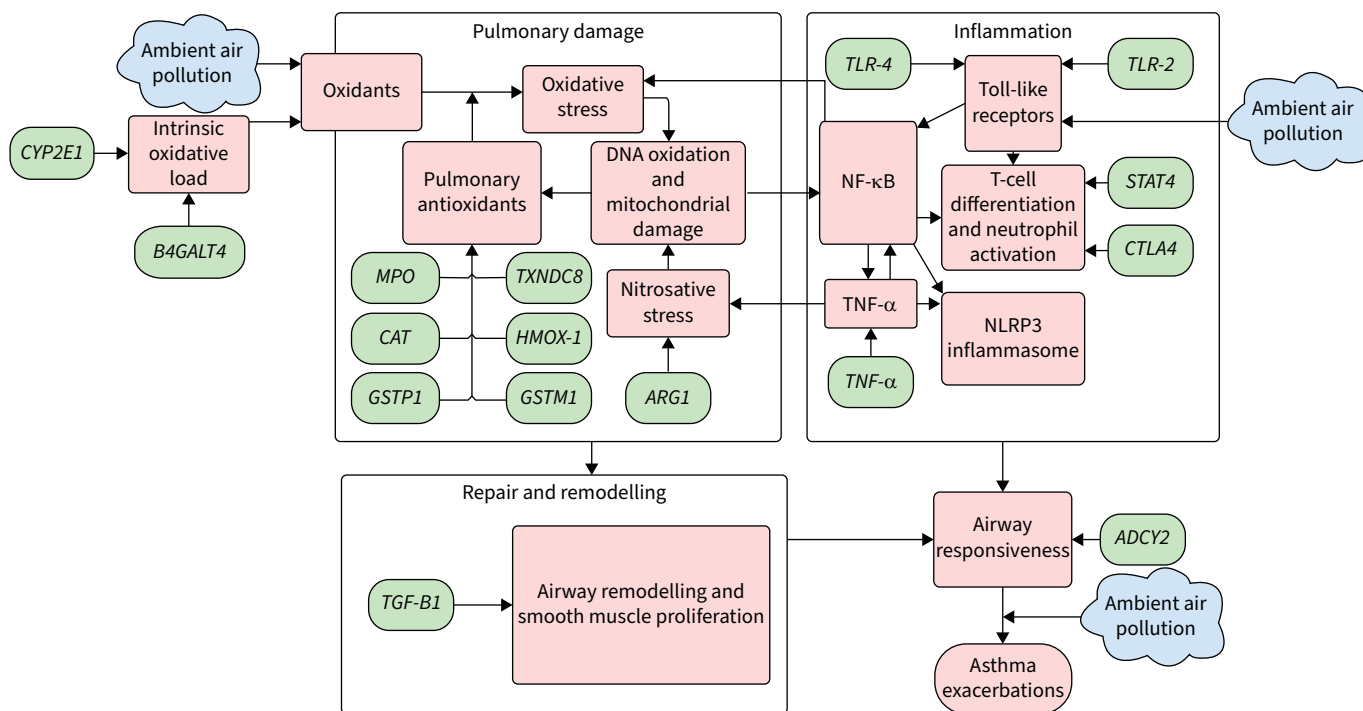 Pulmonary damage
Inflammation
Ambient air
pollution
Oxidants
Oxidative
stress
TLR-4
Toll-like
receptors
TLR-2
Ambient air
pollution
CYP2E1
Intrinsic
oxidative
load
Pulmonary
antioxidants
DNA oxidation
and
mitochondrial
damage
NF-κB
T-cell
differentiation
and neutrophil
activation
STAT4
CTLA4
B4GALT4
MPO
TXNDC8
Nitrosative
stress
TNF-α
NLRP3
inflammasome
CAT
HMOX-1
GSTP1
GSTM1
ARG1
TNF-α
Repair and remodelling
TGF-B1
Airway remodelling and
smooth muscle proliferation
Airway
responsiveness
ADCY2
Ambient air
pollution
Asthma
exacerbations